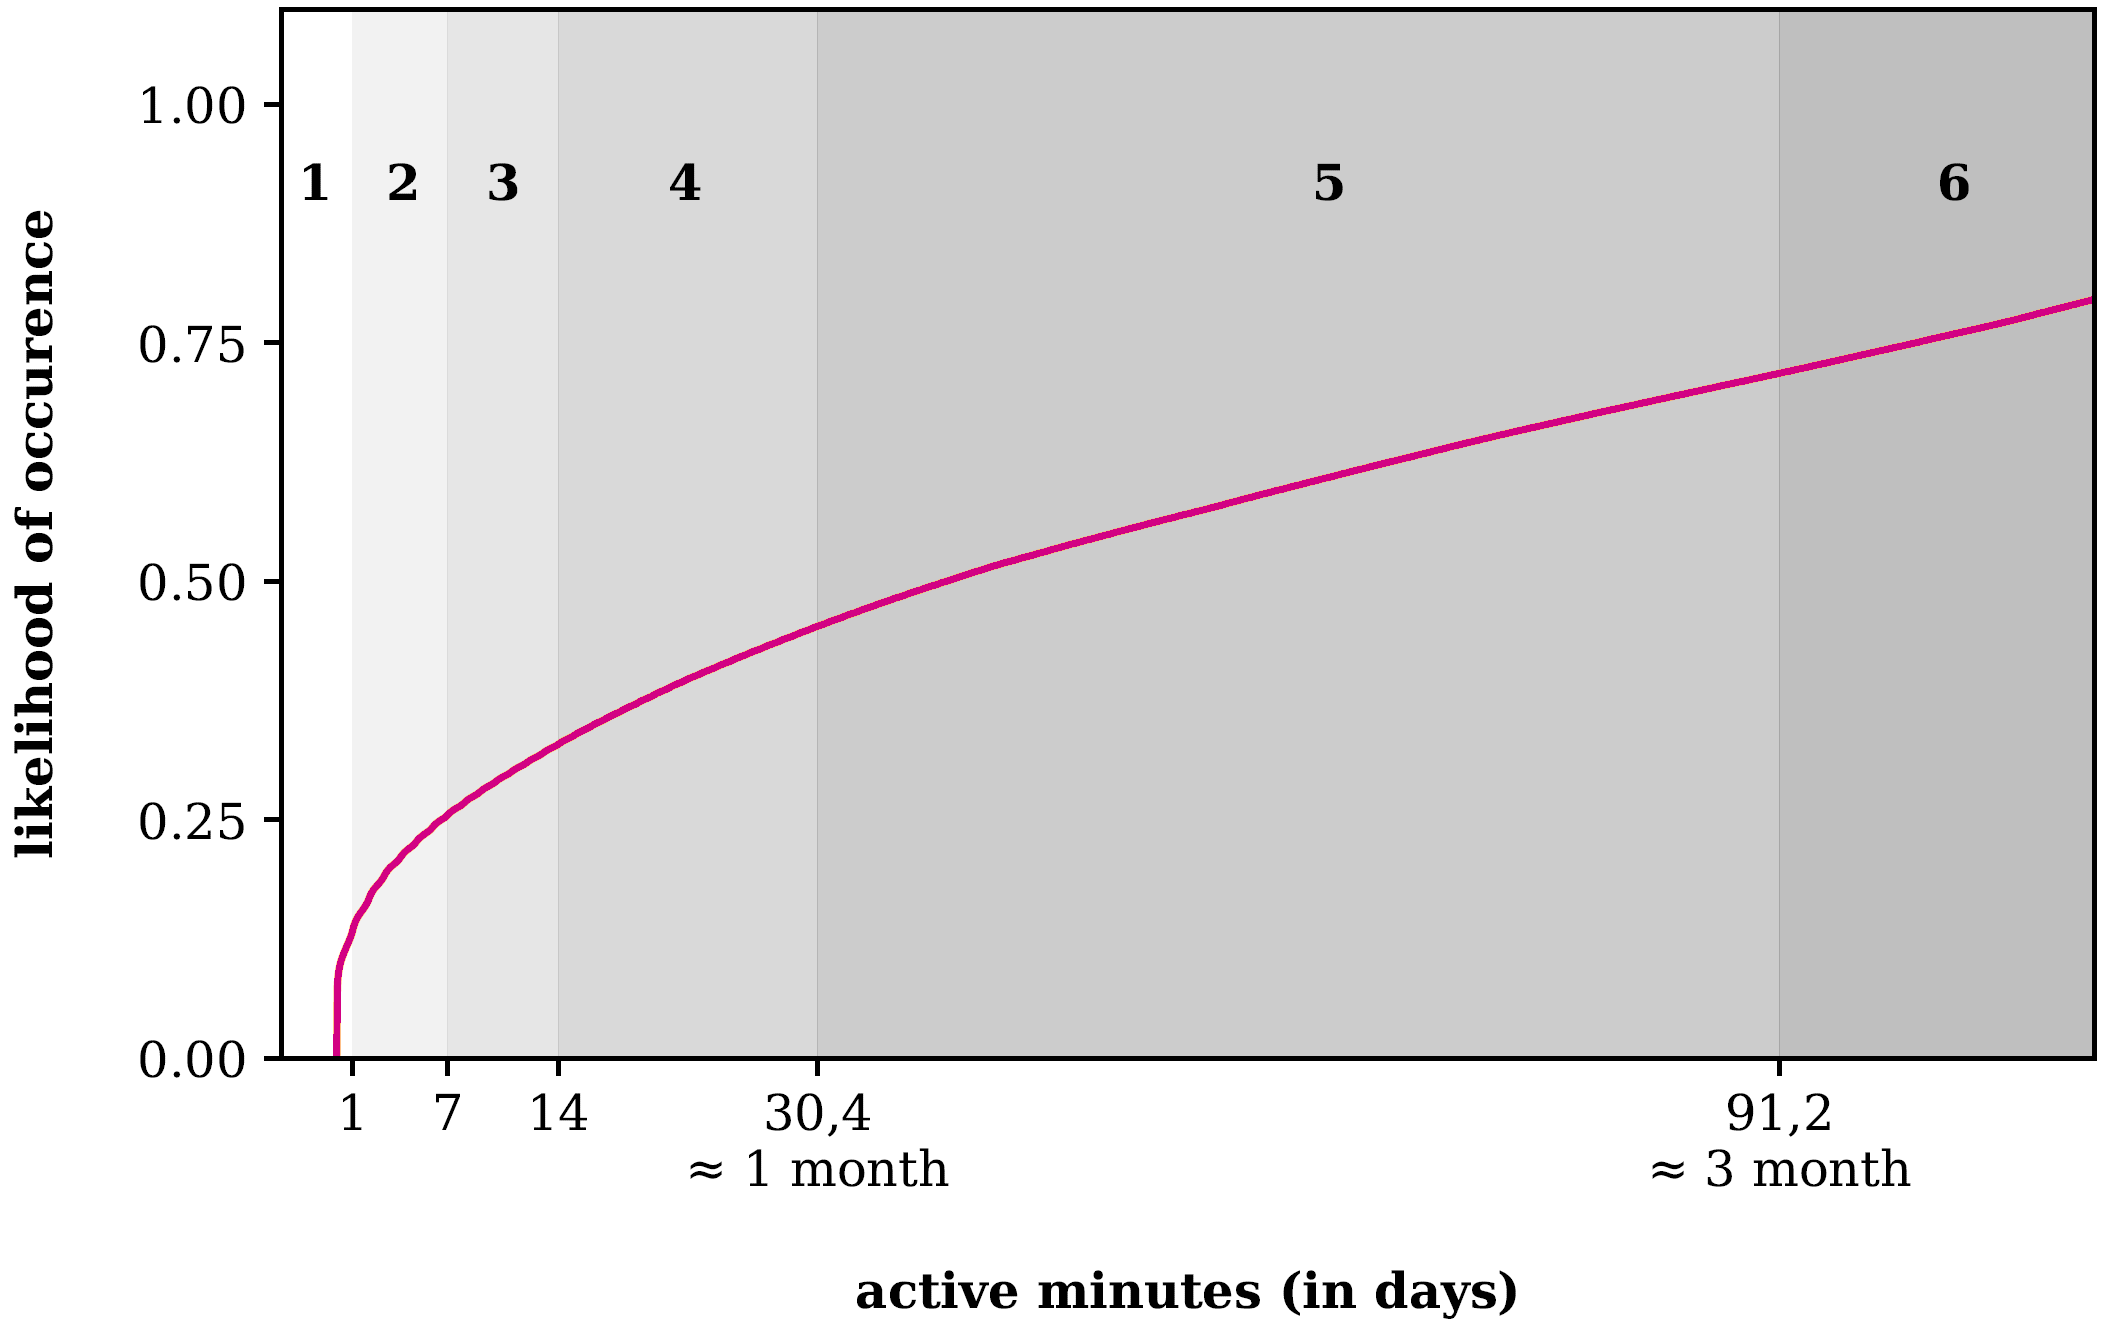 1.00
0.75
0.50
0.25
0.00
likelihood of occurence
1 2 3 4 5 6
1 7 14 30,4 91,2
≈ 1 month ≈ 3 month
active minutes (in days)